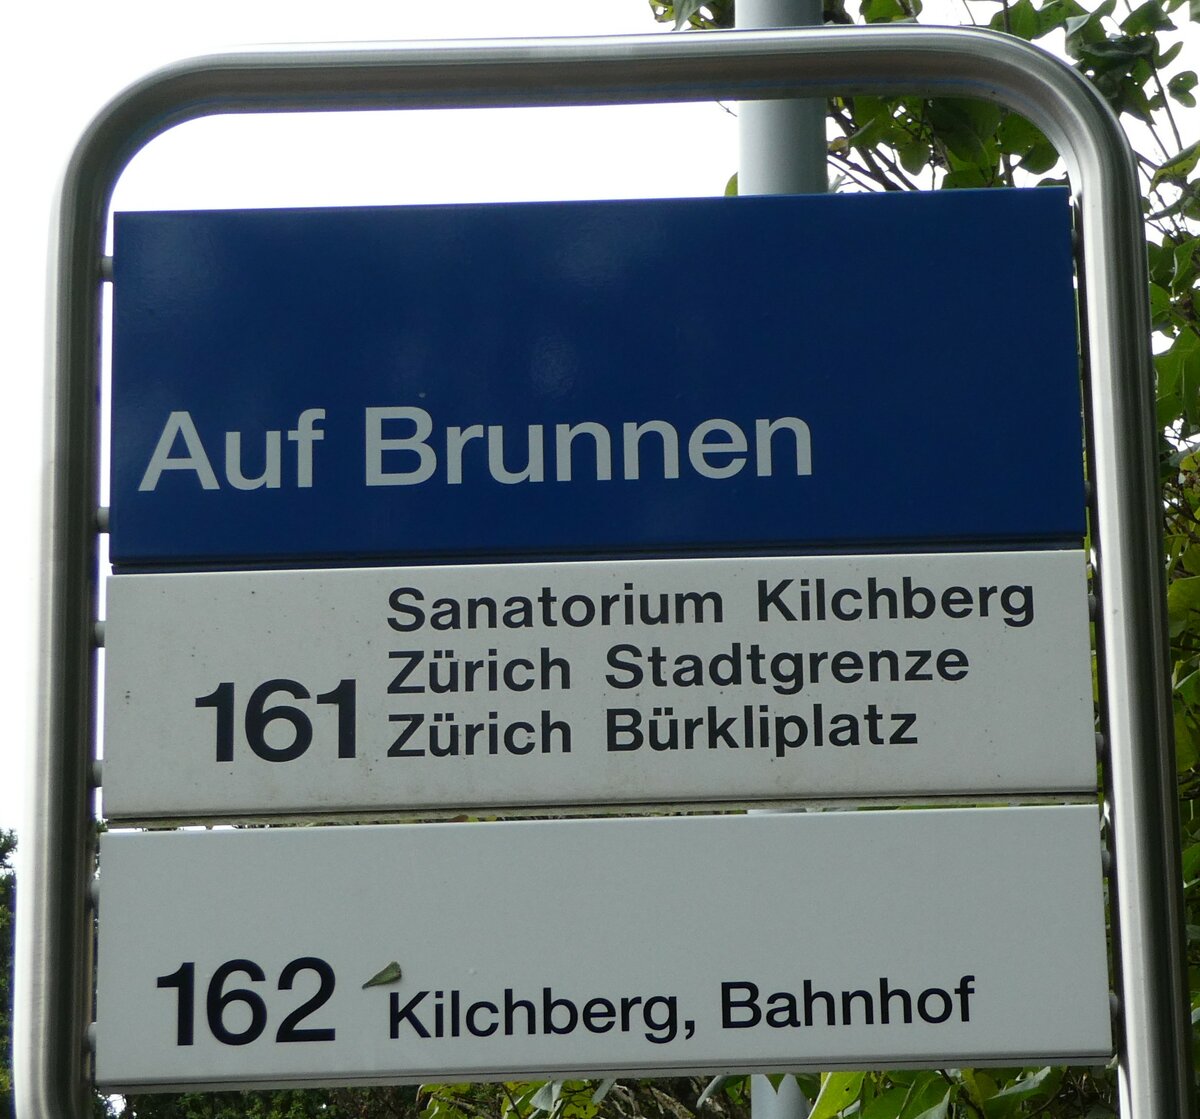 Auf Brunnen
Sanatorium Kilchberg
Zürich Stadtgrenze
161 Zürich Bürkliplatz
162 Kilchberg, Bahnhof